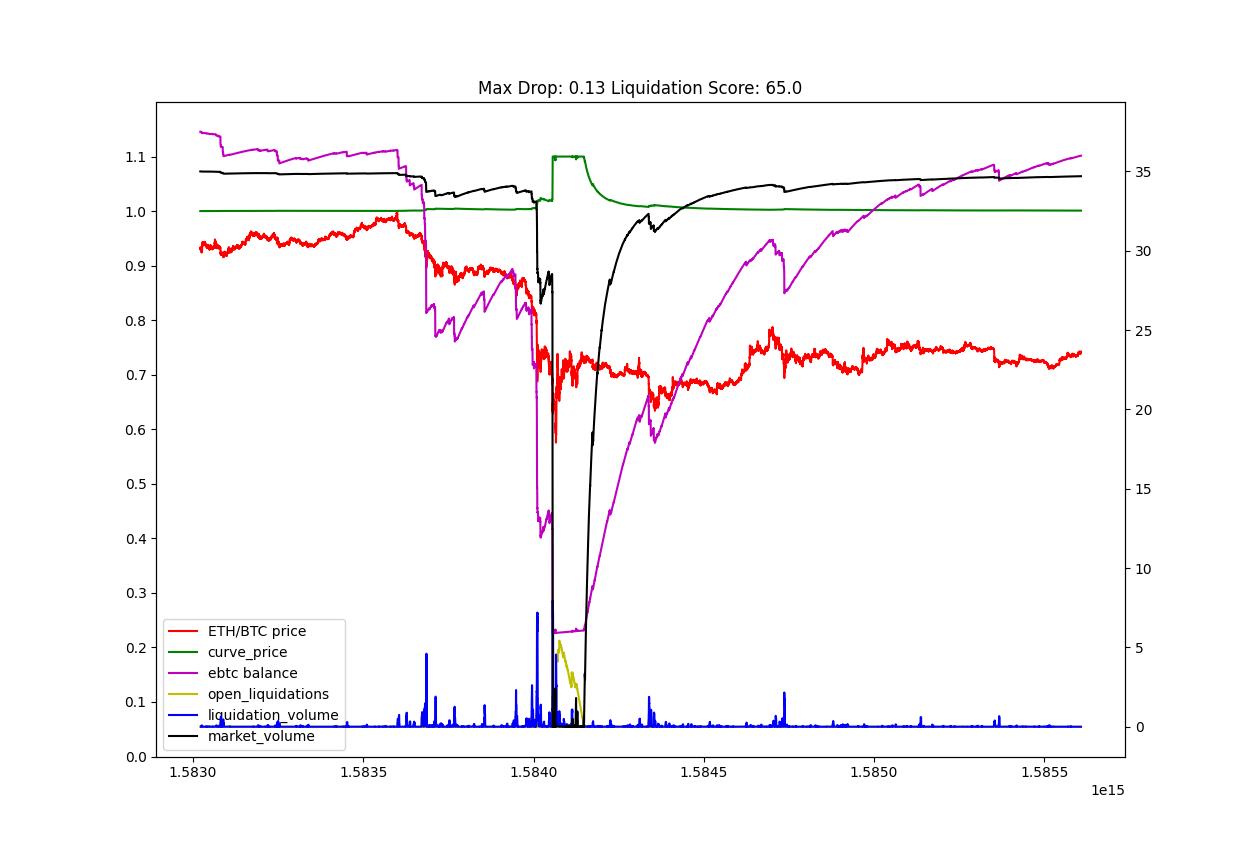 Max Drop: 0.13 Liquidation Score: 65.0
1.1
1.0
0.9
0.8
0.7
0.6
0.5
0.4
0.3
0.2
0.1
0.0
35
30
25
20
15
10
5
0
ETH/BTC price
curve_price
ebtc balance
open_liquidations
liquidation_volume
market_volume
1.5830 1.5835 1.5840 1.5845 1.5850 1.5855
1e15